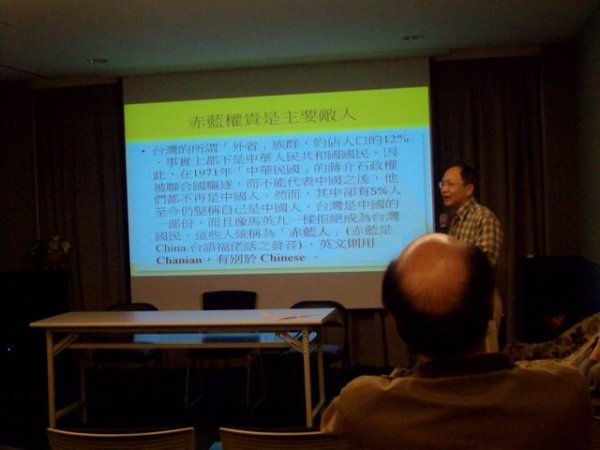 赤藍權貴是主要敵人
• 台灣的所謂「外省」族群，約佔人口的12%
，事實上都不是中華人民共和國國民，因
此，在1971年「中華民國」的蔣介石政權
被聯合國驅逐，而不能代表中國之後，他
們都不再是中國人。然而，其中卻有5%人
至今仍堅稱自己是中國人、台灣是中國的
一部份，而且像馬英九一樣拒絕成為台灣
國民，這些人統稱為「赤藍人」(赤藍是
China 台語福佬話之發音)，英文則用
Chanian，有別於 Chinese。